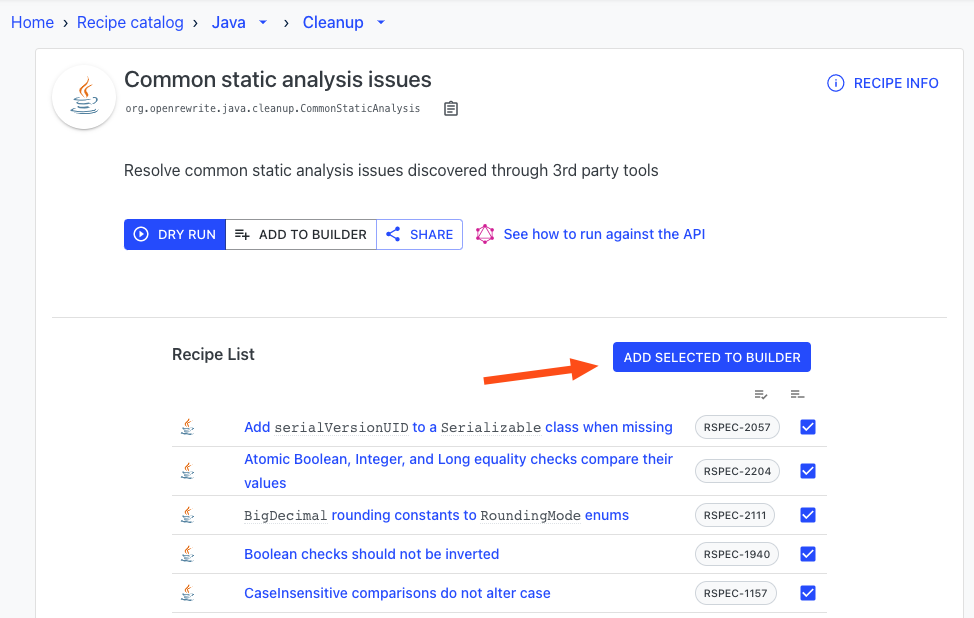 Home › Recipe catalog › Java › Cleanup
Common static analysis issues
RECIPE INFO
org.openrewrite.java.cleanup.CommonStaticAnalysis
Resolve common static analysis issues discovered through 3rd party tools
DRY RUN ADD TO BUILDER SHARE See how to run against the API
Recipe List ADD SELECTED TO BUILDER
Add serialVersionUID to a Serializable class when missing RSPEC-2057
Atomic Boolean, Integer, and Long equality checks compare their
values RSPEC-2204
BigDecimal rounding constants to RoundingMode enums RSPEC-2111
Boolean checks should not be inverted RSPEC-1940
CaseInsensitive comparisons do not alter case RSPEC-1157